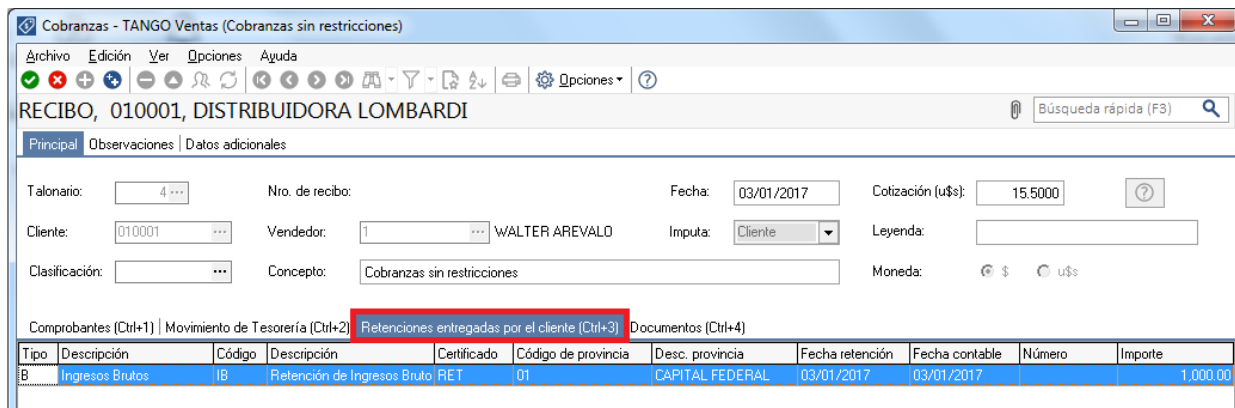 Cobranzas - TANGO Ventas (Cobranzas sin restricciones)
Archivo Edición Ver Opciones Ayuda
Opciones
RECIBO, 010001, DISTRIBUIDORA LOMBARDI Búsqueda rápida (F3)
Principal Observaciones Datos adicionales
Talonario: 4 ... Nro. de recibo: Fecha: 03/01/2017 Cotización (u$s): 15.5000
Cliente: 010001 ... Vendedor: 1 ... WALTER AREVALO Imputa: Cliente Leyenda:
Clasificación: ... Concepto: Cobranzas sin restricciones Moneda: $ u$s
Comprobantes (Ctrl+1) Movimiento de Tesorería (Ctrl+2) Retenciones entregadas por el cliente (Ctrl+3) Documentos (Ctrl+4)
Tipo Descripción Código Descripción Certificado Código de provincia Desc. provincia Fecha retención Fecha contable Número Importe
B Ingresos Brutos IB Retención de Ingresos Bruto RET 01 CAPITAL FEDERAL 03/01/2017 03/01/2017 1,000.00